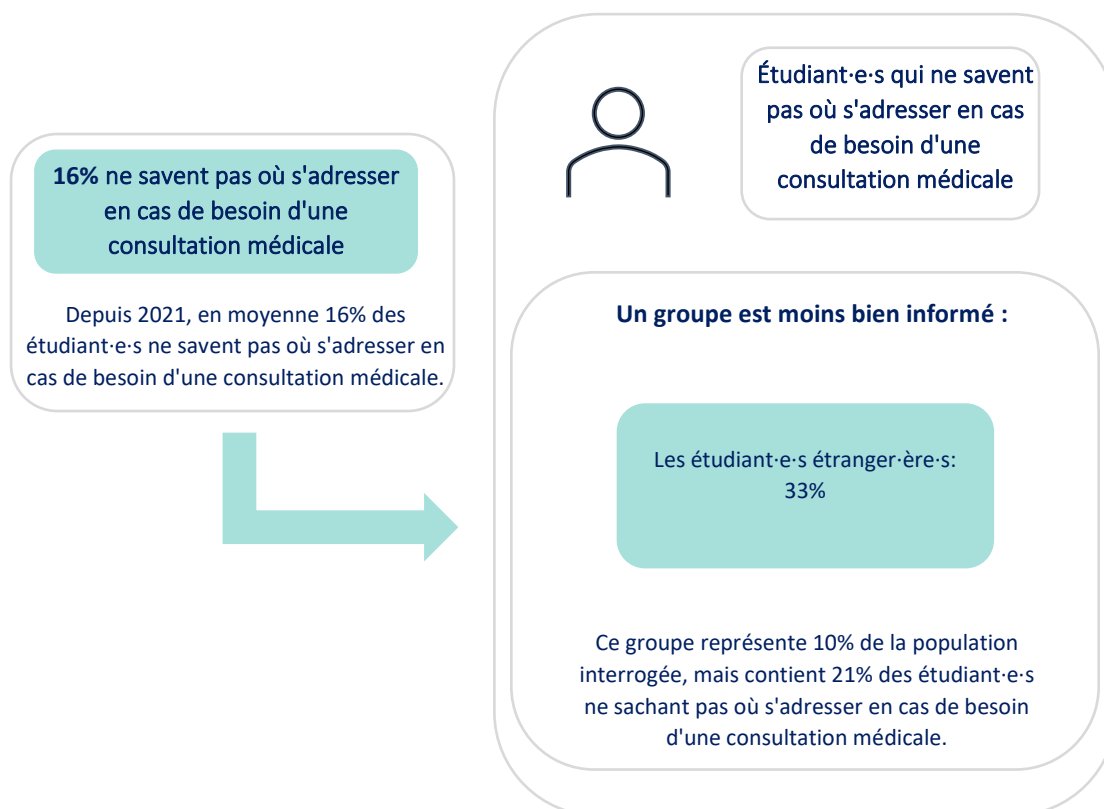 16% ne savent pas où s'adresser
en cas de besoin d'une
consultation médicale
Depuis 2021, en moyenne 16% des
étudiant·e·s ne savent pas où s'adresser en
cas de besoin d'une consultation médicale.
Étudiant·e·s qui ne savent
pas où s'adresser en cas
de besoin d'une
consultation médicale
Un groupe est moins bien informé :
Les étudiant·e·s étranger·ère·s:
33%
Ce groupe représente 10% de la population
interrogée, mais contient 21% des étudiant·e·s
ne sachant pas où s'adresser en cas de besoin
d'une consultation médicale.